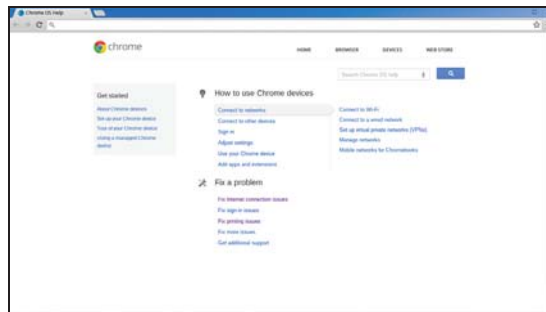 Chrome OS Help
chrome
HOME BROWSER DEVICES WEB STORE
Search Chrome OS Help
Get started
About Chrome devices
Set up your Chrome device
Tour of your Chrome device
Using a managed Chrome
device
How to use Chrome devices
Connect to networks
Connect to other devices
Sign in
Adjust settings
Use your Chrome device
Add apps and extensions
Connect to Wi-Fi
Connect to a wired network
Set up virtual private networks (VPNs)
Manage networks
Mobile networks for Chromebooks
Fix a problem
Fix Internet connection issues
Fix sign-in issues
Fix printing issues
Fix more issues
Get additional support